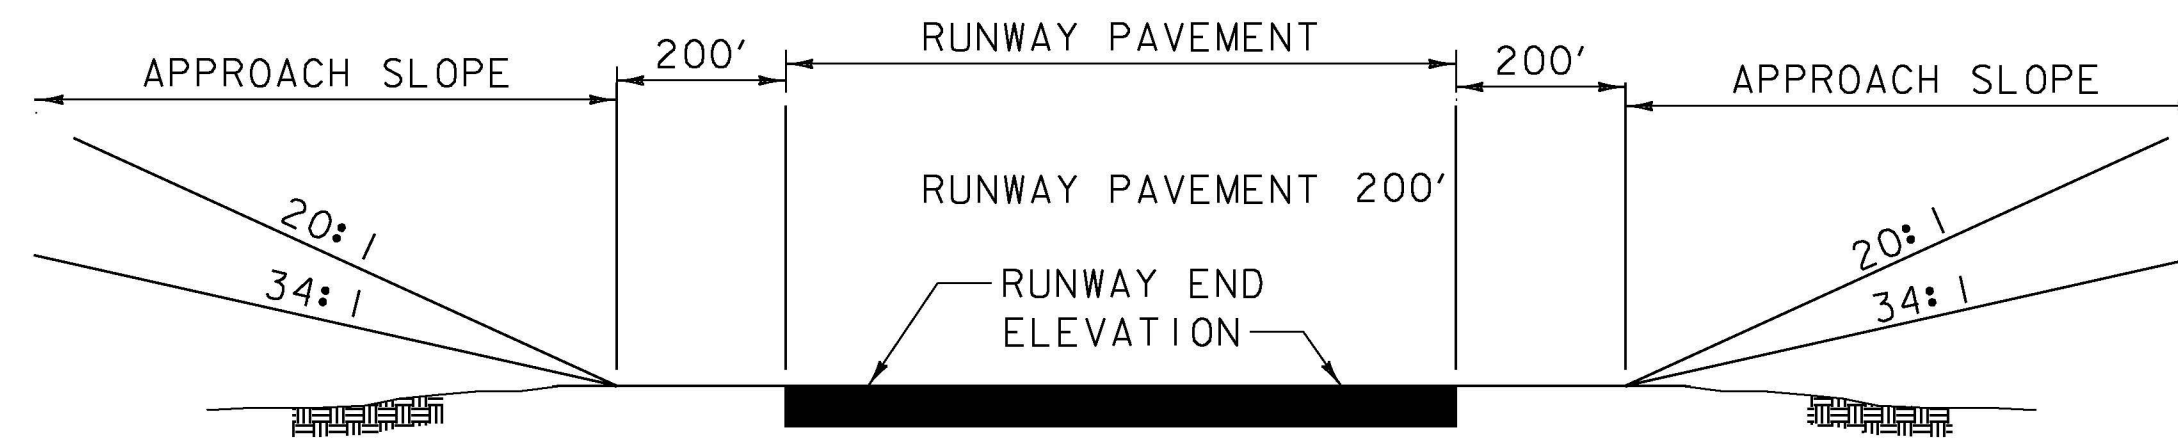 RUNWAY PAVEMENT
200'
200'
APPROACH SLOPE
APPROACH SLOPE
RUNWAY PAVEMENT 200'
20:1
20:1
34:1
34:1
RUNWAY END
ELEVATION